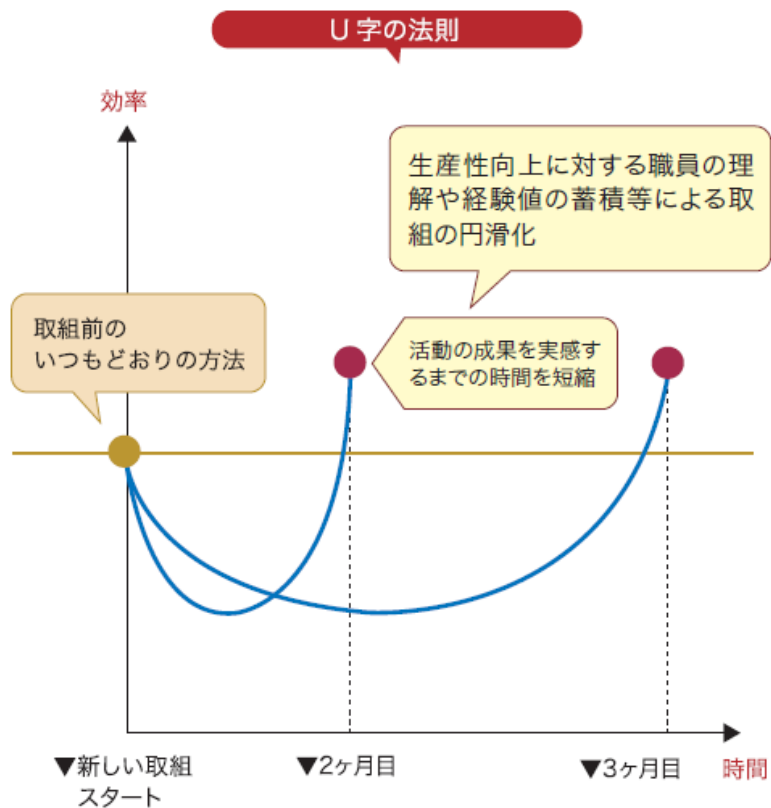 U字の法則
効率
生産性向上に対する職員の理
解や経験値の蓄積等による取
組の円滑化
取組前の
いつもどおりの方法
活動の成果を実感す
るまでの時間を短縮
▼新しい取組
スタート
▼2ヶ月目
▼3ヶ月目
時間